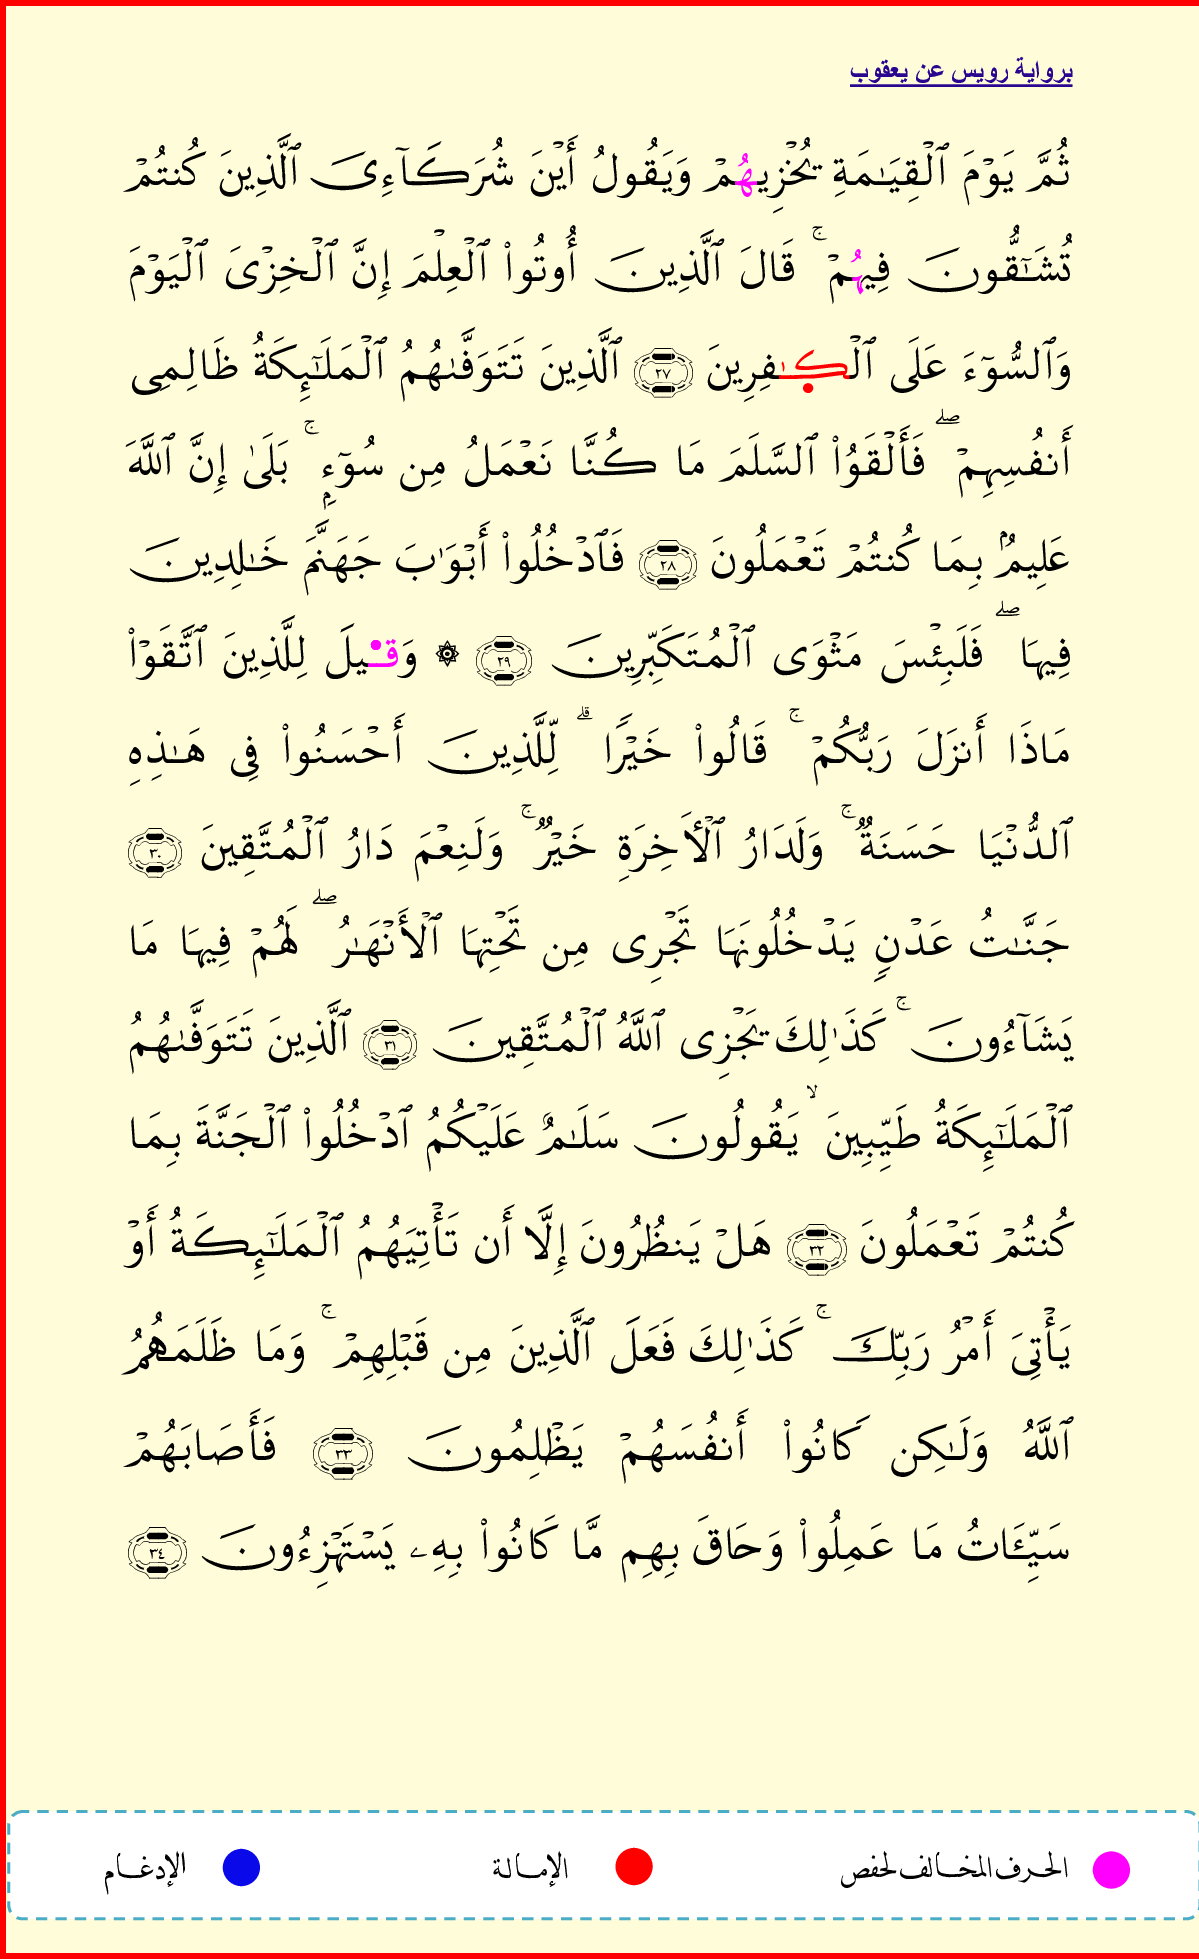 برواية رويس عن يعقوب
ثُمَّ يَوۡمَ ٱلۡقِيَٰمَةِ يُخۡزِيهُمۡ وَيَقُولُ أَيۡنَ شُرَكَآءِىَ ٱلَّذِينَ كُنتُمۡ
تُشَٰٓقُّونَ فِيهُمۡۚ قَالَ ٱلَّذِينَ أُوتُواْ ٱلۡعِلۡمَ إِنَّ ٱلۡخِزۡىَ ٱلۡيَوۡمَ
وَٱلسُّوٓءَ عَلَى ٱلۡكَٰفِرِينَ ٢٧ ٱلَّذِينَ تَتَوَفَّىٰهُمُ ٱلۡمَلَٰٓئِكَةُ ظَالِمِىٓ
أَنفُسِهِمۡۖ فَأَلۡقَوُاْ ٱلسَّلَمَ مَا كُنَّا نَعۡمَلُ مِن سُوٓءِۭۚ بَلَىٰٓ إِنَّ ٱللَّهَ
عَلِيمُۢ بِمَا كُنتُمۡ تَعۡمَلُونَ ٢٨ فَٱدۡخُلُوٓاْ أَبۡوَٰبَ جَهَنَّمَ خَٰلِدِينَ
فِيهَاۖ فَلَبِئۡسَ مَثۡوَى ٱلۡمُتَكَبِّرِينَ ٢٩ ۞ وَقِيلَ لِلَّذِينَ ٱتَّقَوۡاْ
مَاذَآ أَنزَلَ رَبُّكُمۡۚ قَالُواْ خَيۡرٗاۗ لِّلَّذِينَ أَحۡسَنُواْ فِى هَٰذِهِ
ٱلدُّنۡيَا حَسَنَةٞۚ وَلَدَارُ ٱلۡأٓخِرَةِ خَيۡرٞۚ وَلَنِعۡمَ دَارُ ٱلۡمُتَّقِينَ ٣٠
جَنَّٰتُ عَدۡنٖ يَدۡخُلُونَهَا تَجۡرِى مِن تَحۡتِهَا ٱلۡأَنۡهَٰرُۖ لَهُمۡ فِيهَا مَا
يَشَآءُونَۚ كَذَٰلِكَ يَجۡزِى ٱللَّهُ ٱلۡمُتَّقِينَ ٣١ ٱلَّذِينَ تَتَوَفَّىٰهُمُ
ٱلۡمَلَٰٓئِكَةُ طَيِّبِينَۙ يَقُولُونَ سَلَٰمٌ عَلَيۡكُمُ ٱدۡخُلُواْ ٱلۡجَنَّةَ بِمَا
كُنتُمۡ تَعۡمَلُونَ ٣٢ هَلۡ يَنظُرُونَ إِلَّآ أَن تَأۡتِيَهُمُ ٱلۡمَلَٰٓئِكَةُ أَوۡ
يَأۡتِىَ أَمۡرُ رَبِّكَۚ كَذَٰلِكَ فَعَلَ ٱلَّذِينَ مِن قَبۡلِهِمۡۚ وَمَا ظَلَمَهُمُ
ٱللَّهُ وَلَٰكِن كَانُوٓاْ أَنفُسَهُمۡ يَظۡلِمُونَ ٣٣ فَأَصَابَهُمۡ
سَيِّـَٔاتُ مَا عَمِلُواْ وَحَاقَ بِهِم مَّا كَانُواْ بِهِۦ يَسۡتَهۡزِءُونَ ٣٤
الحرف المخالف لحفص الإمالة الإدغام